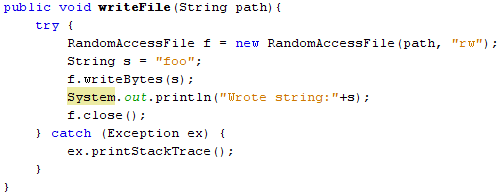 public void writeFile(String path){
try {
RandomAccessFile f = new RandomAccessFile(path, "rw");
String s = "foo";
f.writeBytes(s);
System.out.println("Wrote string:"+s);
f.close();
} catch (Exception ex) {
ex.printStackTrace();
}
}